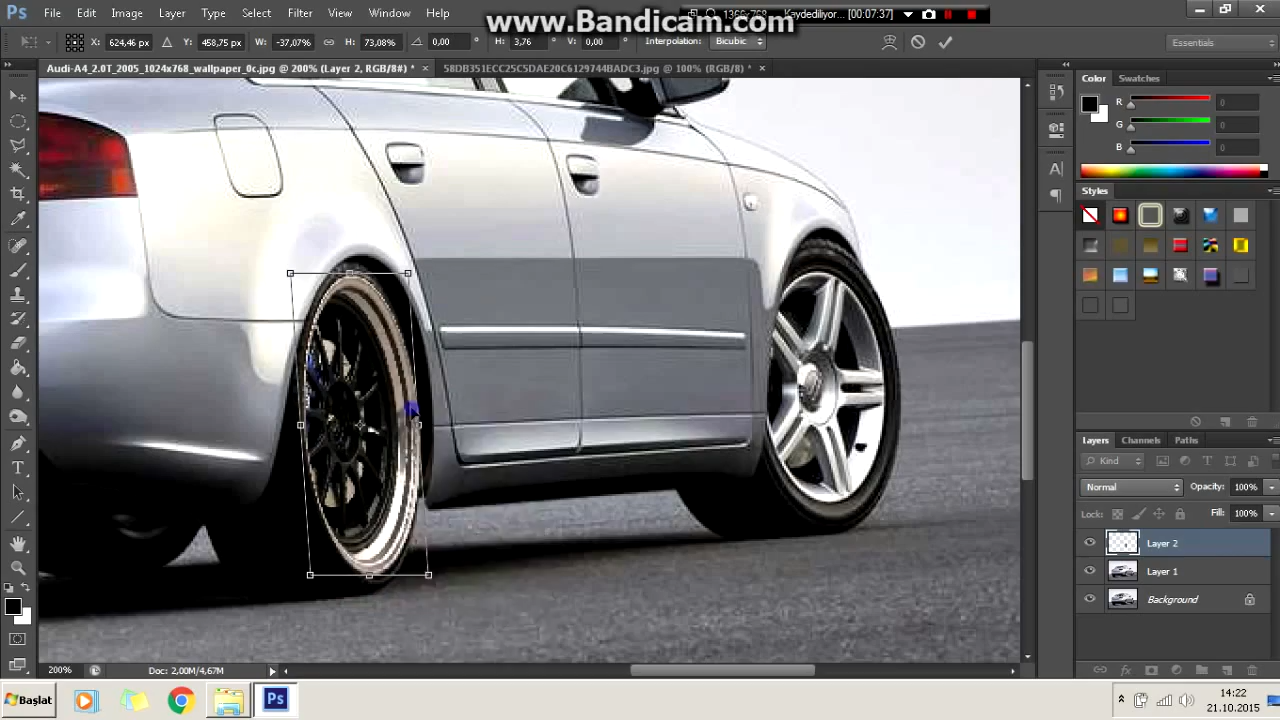 Ps File Edit Image Layer Type Select Filter View Window Help
www.Bandicam.com
1366x768 Kaydediliyor... [00:07:37]
X: 624,46 px Y: 459,75 px W: -37,07% H: 73,08% 0,00 H: 3,76 V: 0,00 Interpolation: Bicubic Essentials
Audi-A4_2.0T_2005_1024x768_wallpaper_0c.jpg @ 200% (Layer 2, RGB/8#) * × 58DB351ECC25C5DAE20C6129744BADC3.jpg @ 100% (RGB/8) * ×
Color Swatches
R 0
G 0
B 0
Styles
Layers Channels Paths
Kind
Normal Opacity: 100%
Lock: Fill: 100%
Layer 2
Layer 1
Background
200% Doc: 2,00M/4,67M
Başlat Ps
14:22
21.10.2015